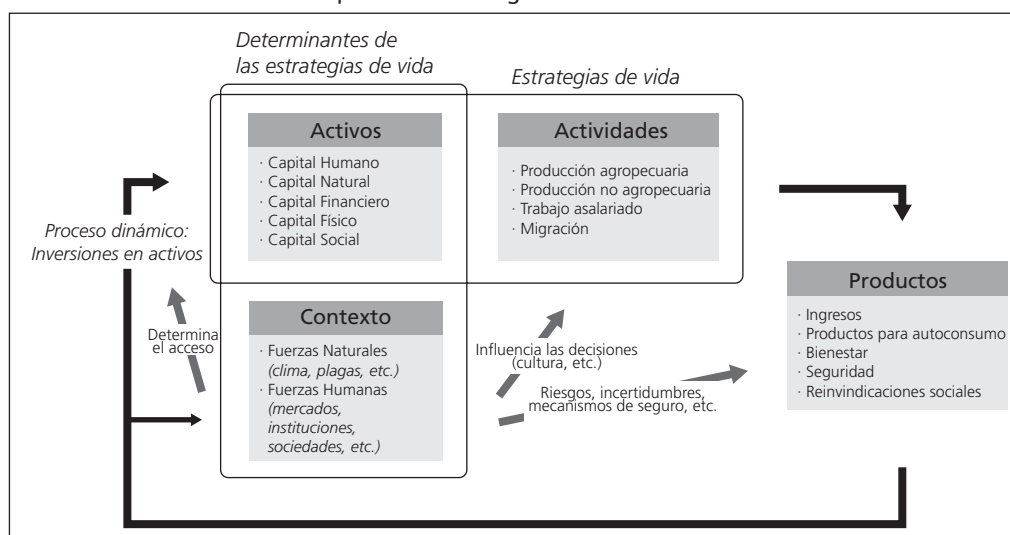 Determinantes de
las estrategias de vida
Estrategias de vida
Activos
· Capital Humano
· Capital Natural
· Capital Financiero
· Capital Físico
· Capital Social
Actividades
· Producción agropecuaria
· Producción no agropecuaria
· Trabajo asalariado
· Migración
Proceso dinámico:
Inversiones en activos
Determina
el acceso
Contexto
· Fuerzas Naturales
(clima, plagas, etc.)
· Fuerzas Humanas
(mercados,
instituciones,
sociedades, etc.)
Influencia las decisiones
(cultura, etc.)
Riesgos, incertidumbres,
mecanismos de seguro, etc.
Productos
· Ingresos
· Productos para autoconsumo
· Bienestar
· Seguridad
· Reinvindicaciones sociales